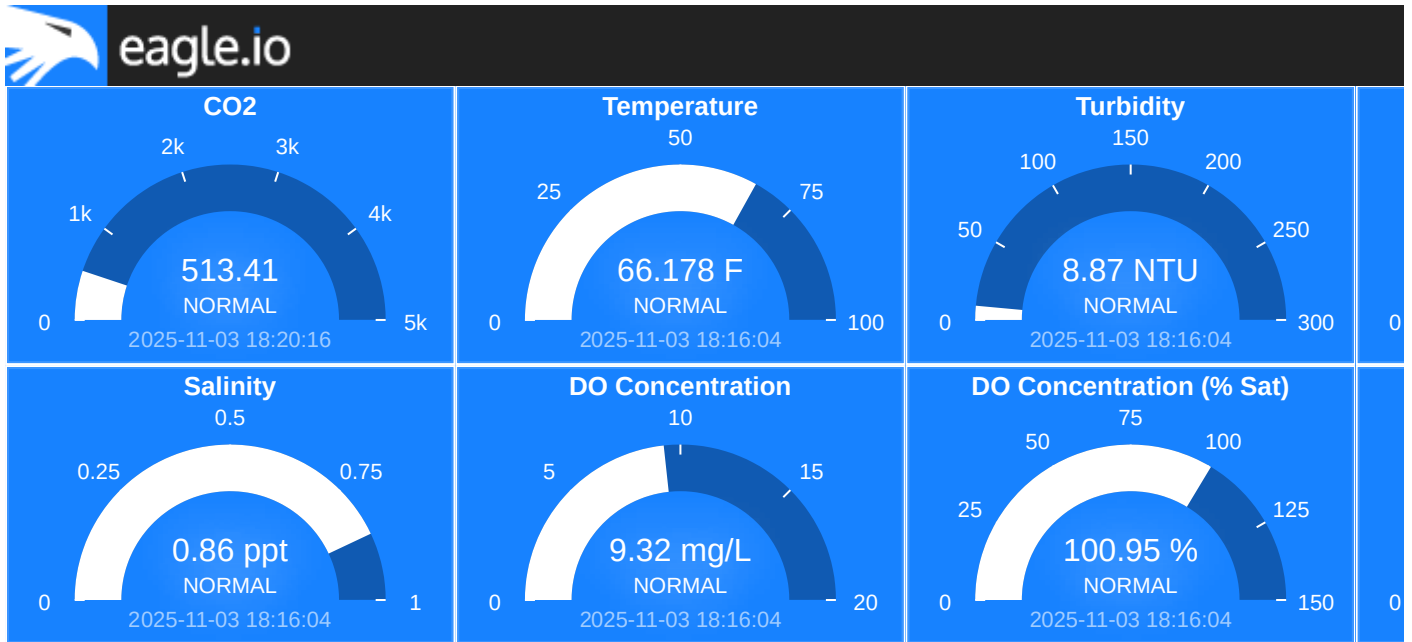 eagle.io
CO2
2k
3k
1k
4k
513.41
NORMAL
0
5k
2025-11-03 18:20:16
Temperature
50
25
75
66.178 F
NORMAL
0
100
2025-11-03 18:16:04
Turbidity
150
100
200
50
250
8.87 NTU
NORMAL
0
300
2025-11-03 18:16:04
0
Salinity
0.5
0.25
0.75
0.86 ppt
NORMAL
0
1
2025-11-03 18:16:04
DO Concentration
10
5
15
9.32 mg/L
NORMAL
0
20
2025-11-03 18:16:04
DO Concentration (% Sat)
75
50
100
25
125
100.95 %
NORMAL
0
150
2025-11-03 18:16:04
0